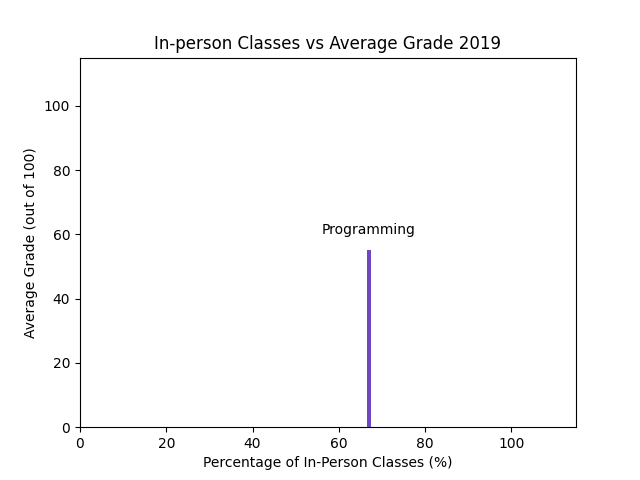 In-person Classes vs Average Grade 2019
Average Grade (out of 100)
100
80
60
40
20
0
Programming
0 20 40 60 80 100
Percentage of In-Person Classes (%)